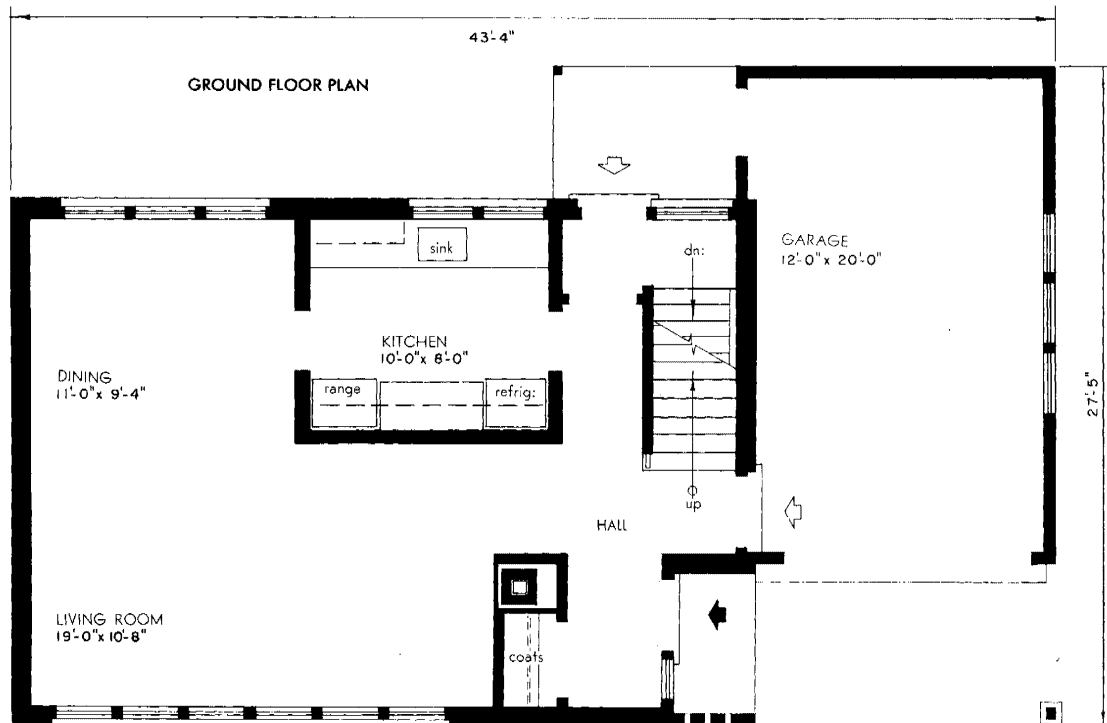 43'-4"
GROUND FLOOR PLAN
sink
dn:
GARAGE
12'-0" x 20'-0"
KITCHEN
10'-0" x 8'-0"
DINING
11'-0" x 9'-4"
range
refrig:
27'-5"
up
HALL
LIVING ROOM
19'-0" x 10'-8"
coats